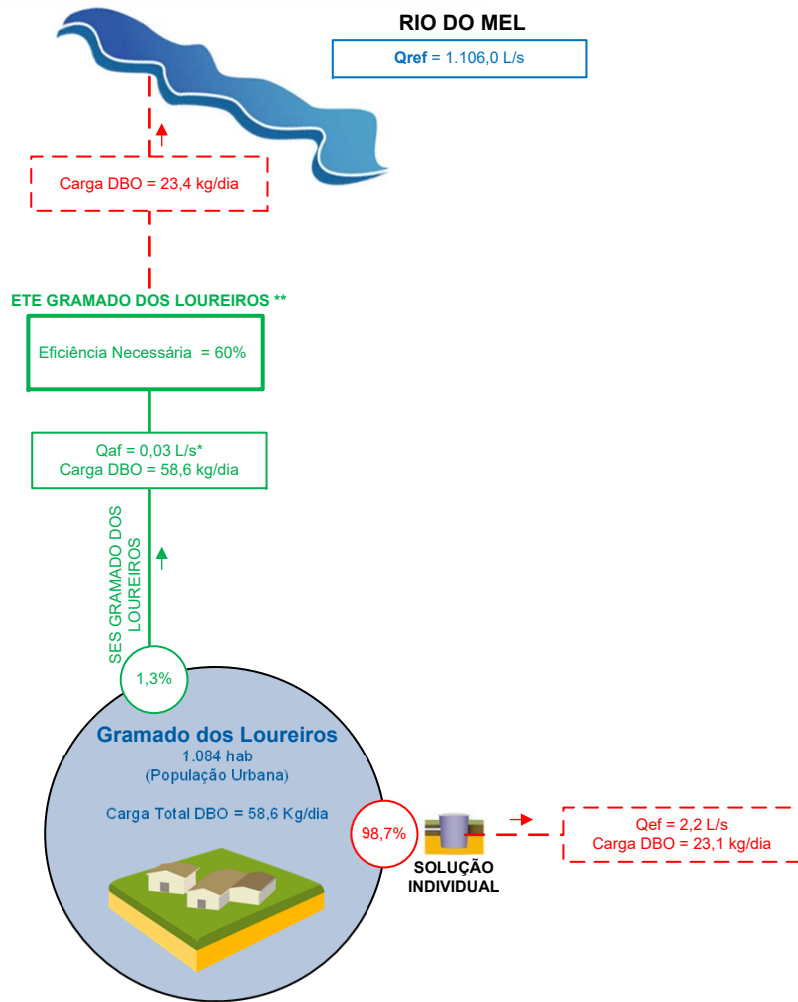 RIO DO MEL
Qref = 1.106,0 L/s
Carga DBO = 23,4 kg/dia
ETE GRAMADO DOS LOUREIROS **
Eficiência Necessária = 60%
Qaf = 0,03 L/s*
Carga DBO = 58,6 kg/dia
SES GRAMADO DOS
LOUREIROS
1,3%
Gramado dos Loureiros
1.084 hab
(População Urbana)
Carga Total DBO = 58,6 Kg/dia
98,7%
SOLUÇÃO
INDIVIDUAL
Qef = 2,2 L/s
Carga DBO = 23,1 kg/dia